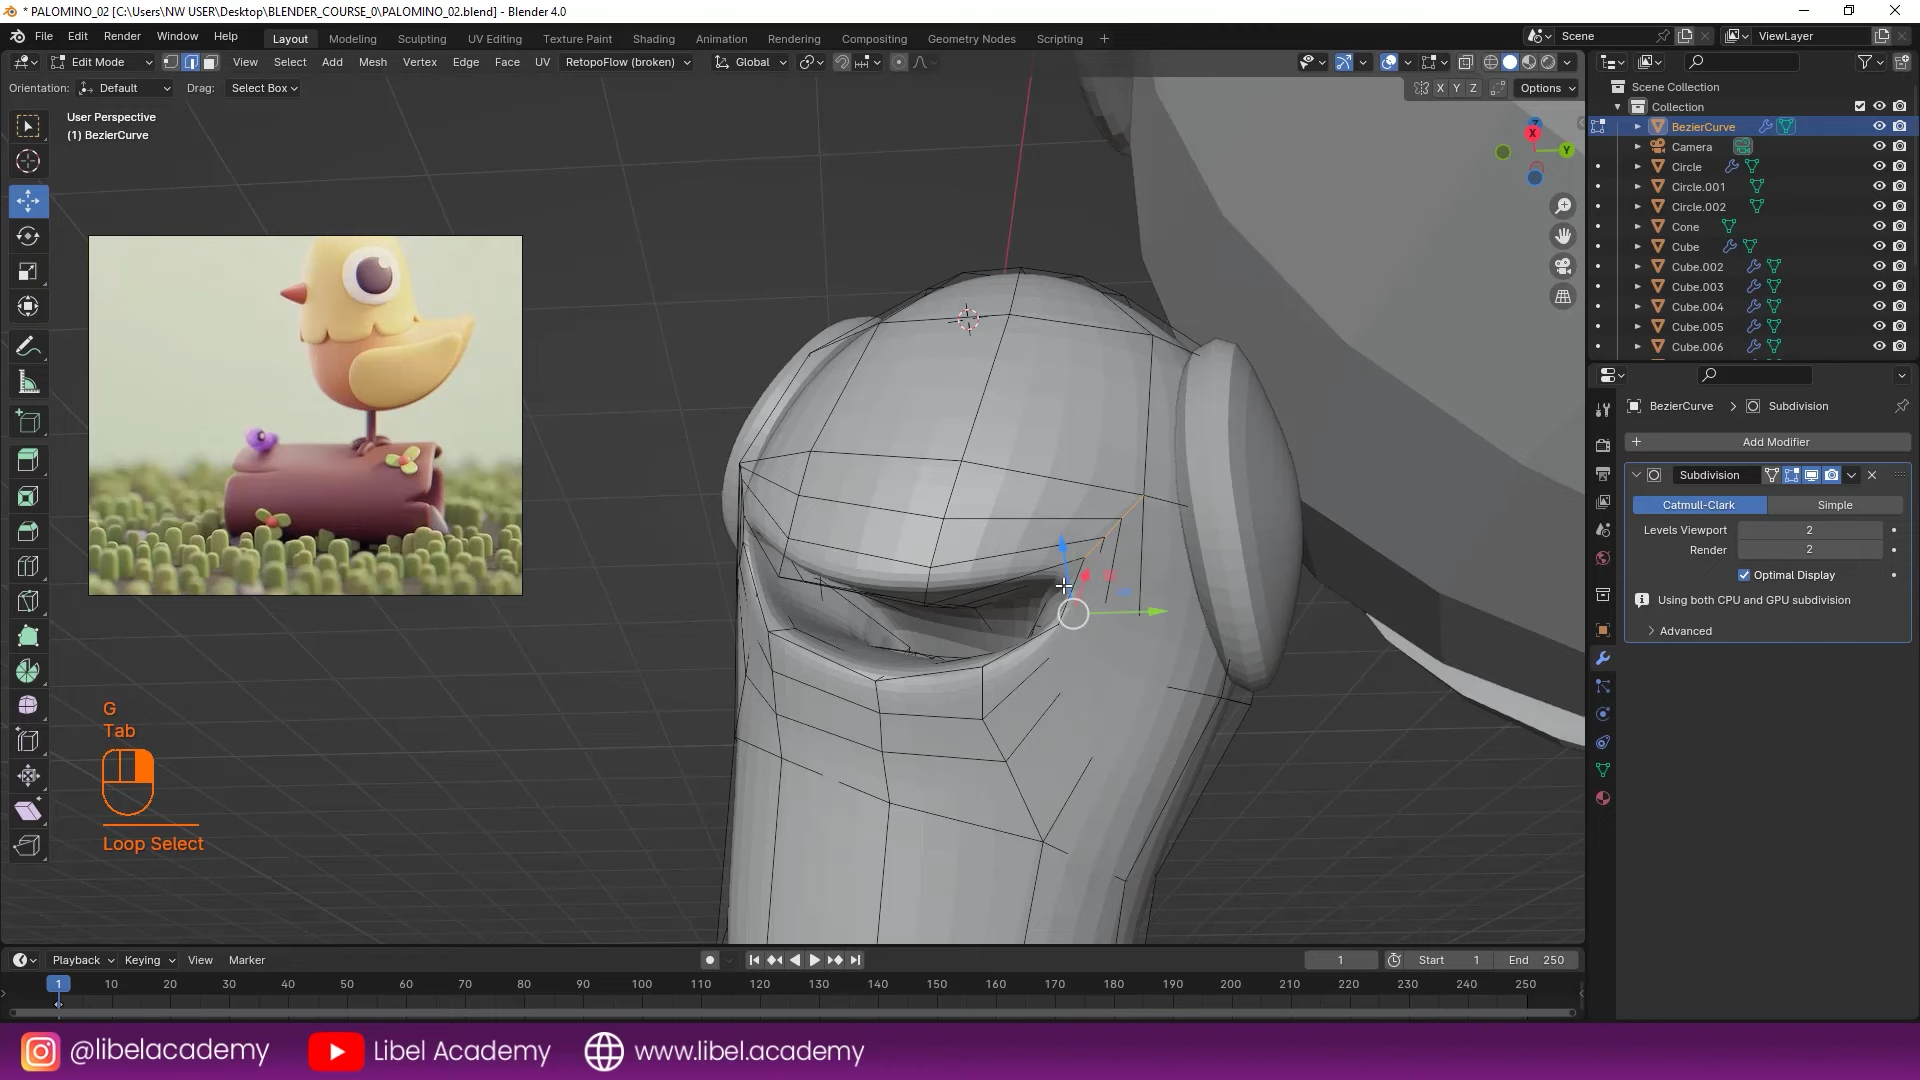 * PALOMINO_02 [C:\Users\NW USER\Desktop\BLENDER_COURSE_0\PALOMINO_02.blend] - Blender 4.0
File Edit Render Window Help
Layout Modeling Sculpting UV Editing Texture Paint Shading Animation Rendering Compositing Geometry Nodes Scripting +
Scene
ViewLayer
Edit Mode
View Select Add Mesh Vertex Edge Face UV RetopoFlow (broken)
Global
Orientation: Default Drag: Select Box
X Y Z Options
User Perspective
(1) BezierCurve
X
Y
Z
Scene Collection
Collection
BezierCurve
Camera
Circle
Circle.001
Circle.002
Cone
Cube
Cube.002
Cube.003
Cube.004
Cube.005
Cube.006
BezierCurve > Subdivision
Add Modifier
Subdivision
Catmull-Clark Simple
Levels Viewport 2
Render 2
Optimal Display
Using both CPU and GPU subdivision
Advanced
G
Tab
Loop Select
Playback Keying View Marker
1
Start 1
End 250
1 10 20 30 40 50 60 70 80 90 100 110 120 130 140 150 160 170 180 190 200 210 220 230 240 250
@libelacademy
Libel Academy
www.libel.academy